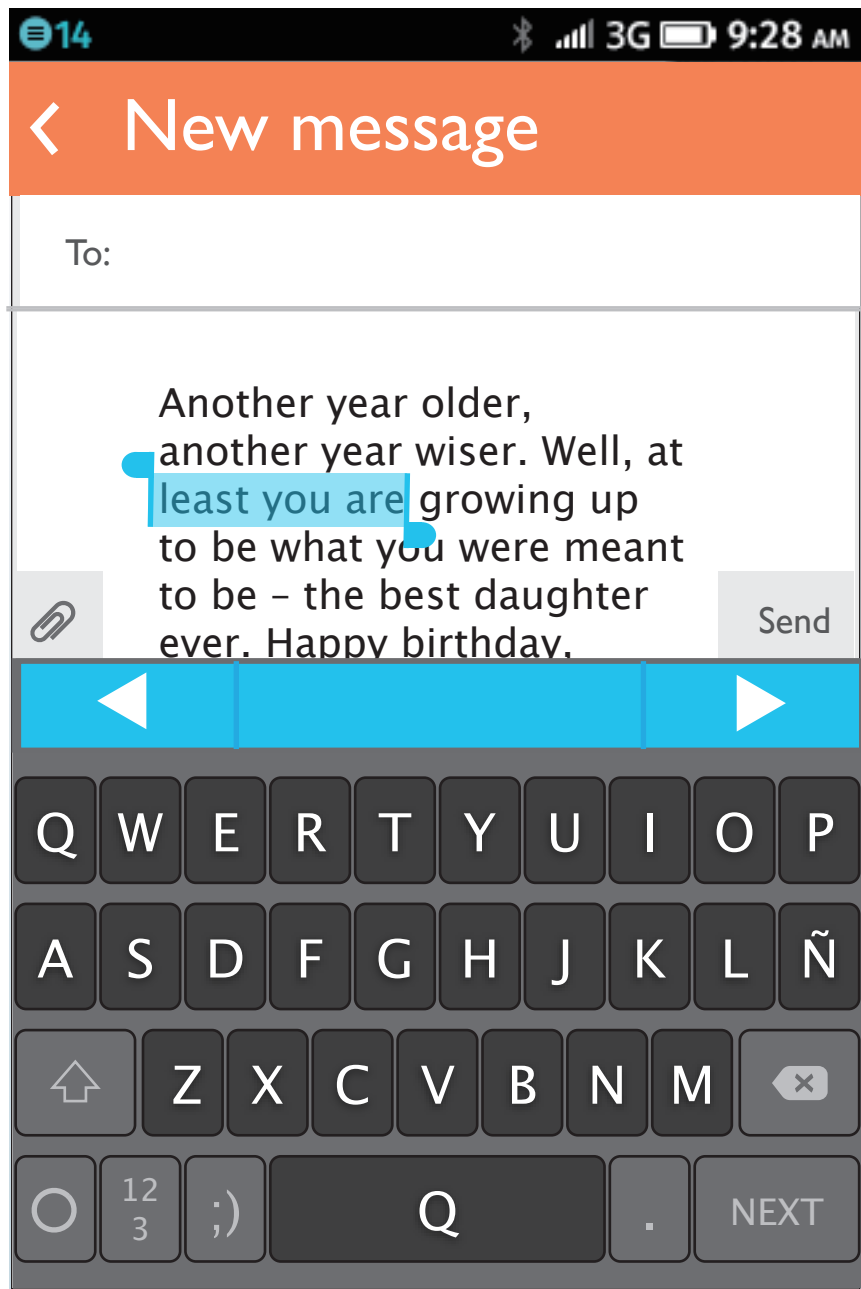 14 3G 9:28 AM
New message
To:
Another year older,
another year wiser. Well, at
least you are growing up
to be what you were meant
to be – the best daughter
ever. Happy birthday,
Send
Q W E R T Y U I O P
A S D F G H J K L Ñ
Z X C V B N M
12
3
;) Q . NEXT